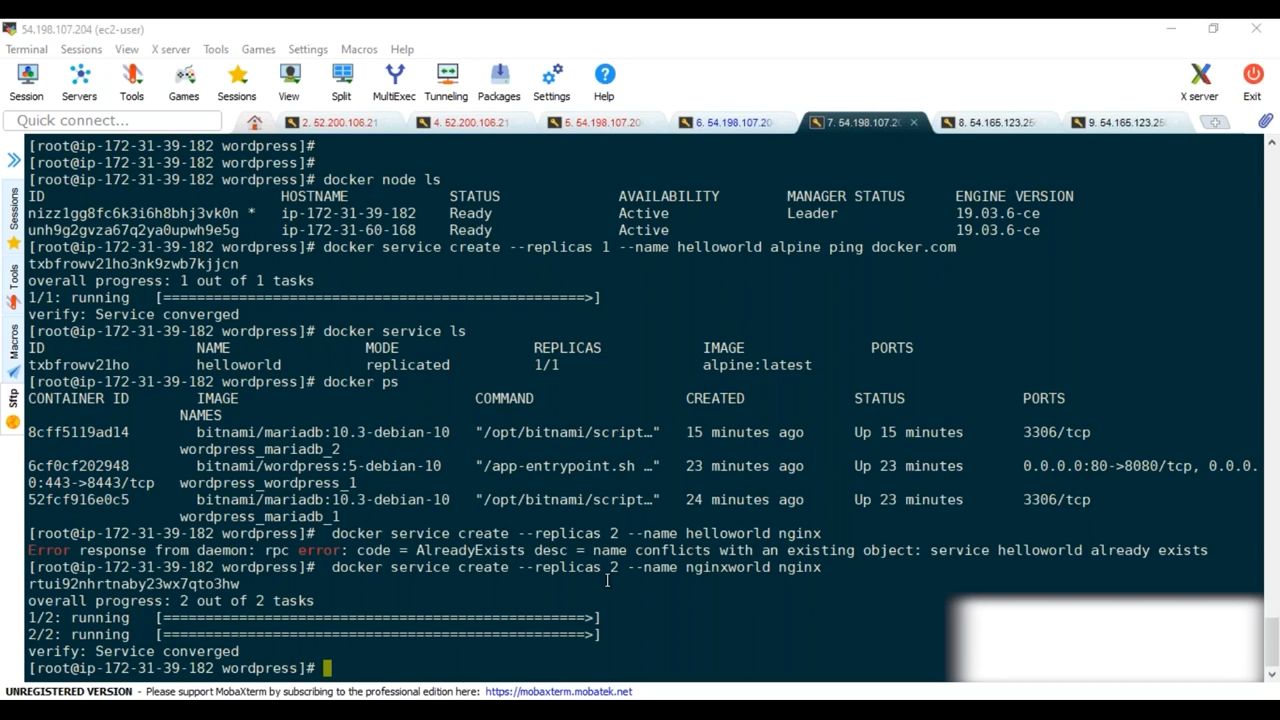 54.198.107.204 (ec2-user)
Terminal Sessions View X server Tools Games Settings Macros Help
Session Servers Tools Games Sessions View Split MultiExec Tunneling Packages Settings Help X server Exit
Quick connect...
2. 52.200.106.21 4. 52.200.106.21 5. 54.198.107.20 6. 54.198.107.20 7. 54.198.107.20 8. 54.165.123.25 9. 54.165.123.25
Sessions
Tools
Macros
Sftp
[root@ip-172-31-39-182 wordpress]#
[root@ip-172-31-39-182 wordpress]#
[root@ip-172-31-39-182 wordpress]# docker node ls
ID HOSTNAME STATUS AVAILABILITY MANAGER STATUS ENGINE VERSION
nizz1gg8fc6k3i6h8bhj3vk0n * ip-172-31-39-182 Ready Active Leader 19.03.6-ce
unh9g2gvza67q2ya0upwh9e5g ip-172-31-60-168 Ready Active 19.03.6-ce
[root@ip-172-31-39-182 wordpress]# docker service create --replicas 1 --name helloworld alpine ping docker.com
txbfrowv21ho3nk9zwb7kjjcn
overall progress: 1 out of 1 tasks
1/1: running [==================================================>]
verify: Service converged
[root@ip-172-31-39-182 wordpress]# docker service ls
ID NAME MODE REPLICAS IMAGE PORTS
txbfrowv21ho helloworld replicated 1/1 alpine:latest
[root@ip-172-31-39-182 wordpress]# docker ps
CONTAINER ID IMAGE COMMAND CREATED STATUS PORTS
NAMES
8cff5119ad14 bitnami/mariadb:10.3-debian-10 "/opt/bitnami/script…" 15 minutes ago Up 15 minutes 3306/tcp
wordpress_mariadb_2
6cf0cf202948 bitnami/wordpress:5-debian-10 "/app-entrypoint.sh …" 23 minutes ago Up 23 minutes 0.0.0.0:80->8080/tcp, 0.0.0.
0:443->8443/tcp wordpress_wordpress_1
52fcf916e0c5 bitnami/mariadb:10.3-debian-10 "/opt/bitnami/script…" 24 minutes ago Up 23 minutes 3306/tcp
wordpress_mariadb_1
[root@ip-172-31-39-182 wordpress]# docker service create --replicas 2 --name helloworld nginx
Error response from daemon: rpc error: code = AlreadyExists desc = name conflicts with an existing object: service helloworld already exists
[root@ip-172-31-39-182 wordpress]# docker service create --replicas 2 --name nginxworld nginx
rtui92nhrtnaby23wx7qto3hw
overall progress: 2 out of 2 tasks
1/2: running [==================================================>]
2/2: running [==================================================>]
verify: Service converged
[root@ip-172-31-39-182 wordpress]#
UNREGISTERED VERSION - Please support MobaXterm by subscribing to the professional edition here: https://mobaxterm.mobatek.net